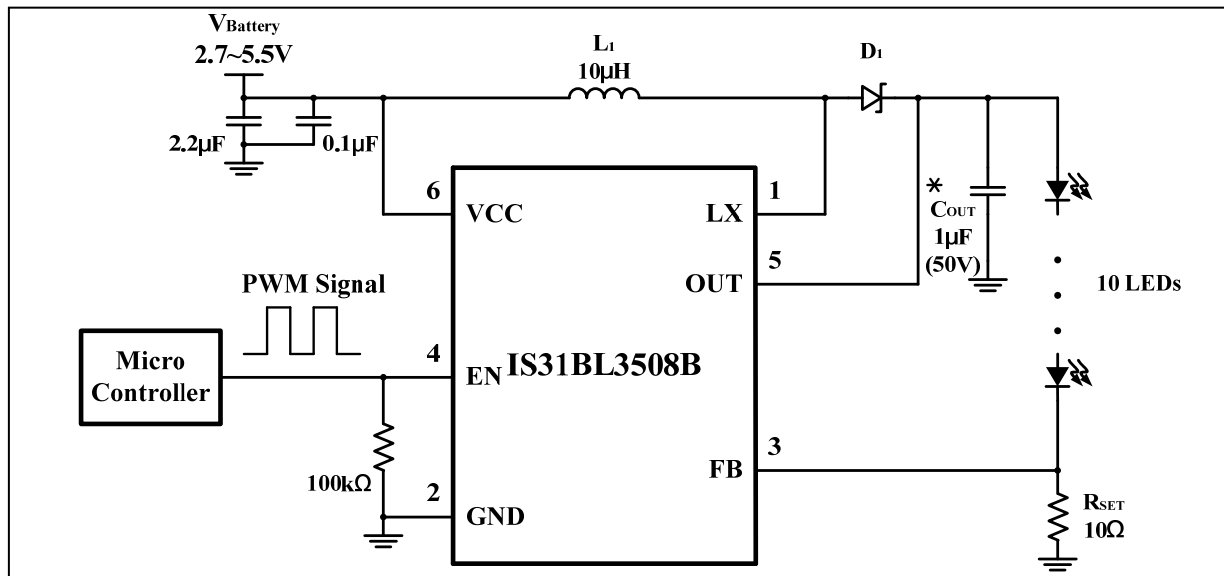 VBattery
2.7~5.5V
L1
10μH
D1
2.2μF
0.1μF
6
VCC
1
LX
*
COUT
1μF
(50V)
5
OUT
10 LEDs
PWM Signal
Micro
Controller
4
EN
IS31BL3508B
3
FB
100kΩ
2
GND
RSET
10Ω